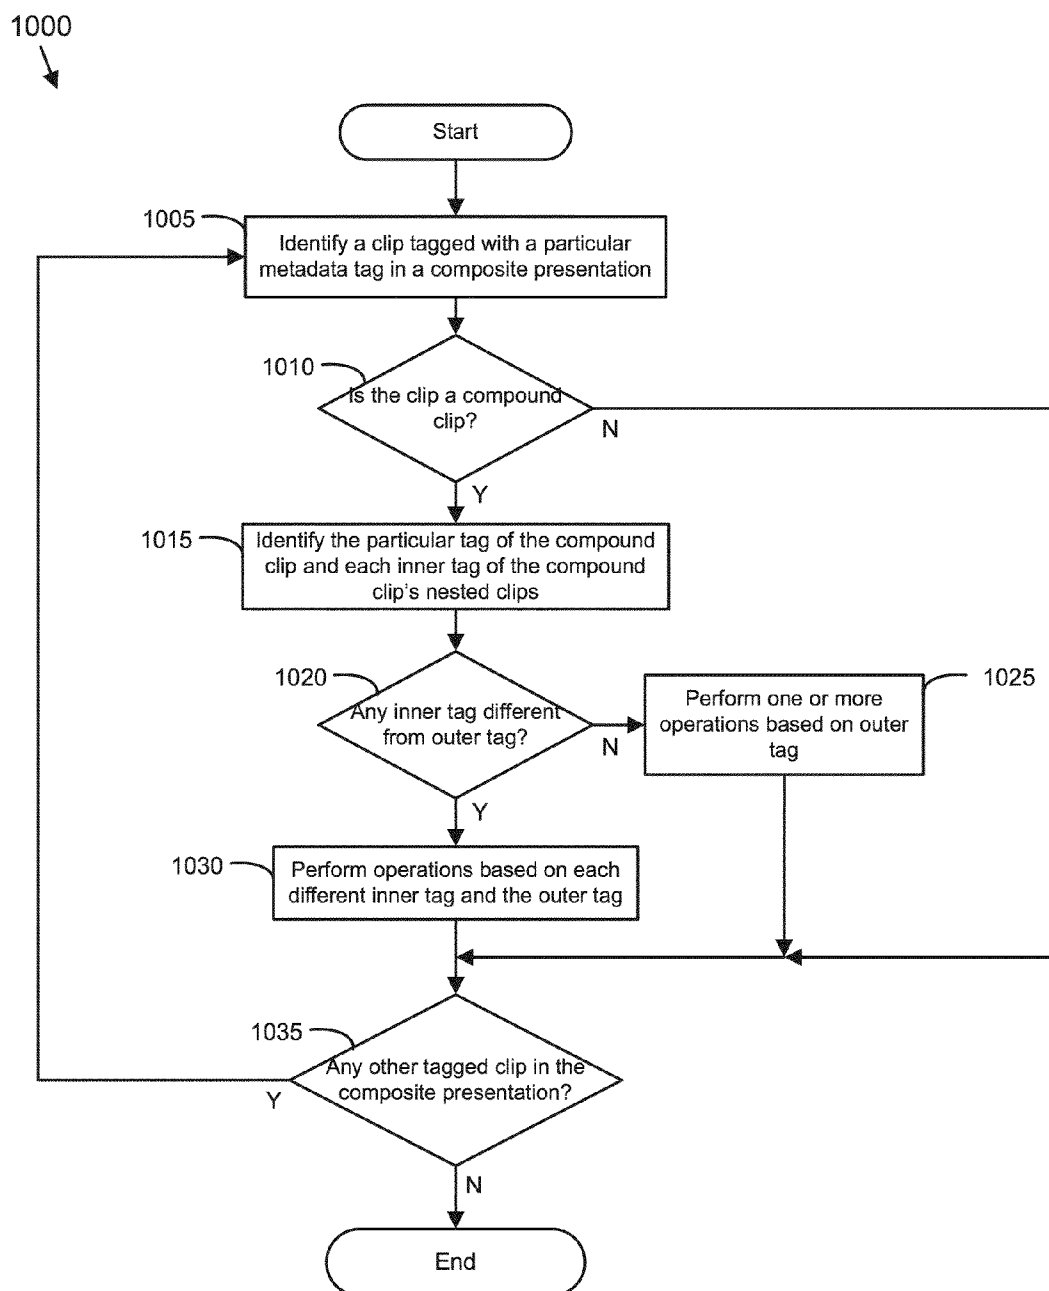 1000
Start
1005
Identify a clip tagged with a particular
metadata tag in a composite presentation
1010
Is the clip a compound
clip?
N
Y
1015
Identify the particular tag of the compound
clip and each inner tag of the compound
clip's nested clips
1020
Any inner tag different
from outer tag?
N
1025
Perform one or more
operations based on outer
tag
Y
1030
Perform operations based on each
different inner tag and the outer tag
1035
Any other tagged clip in the
composite presentation?
Y
N
End